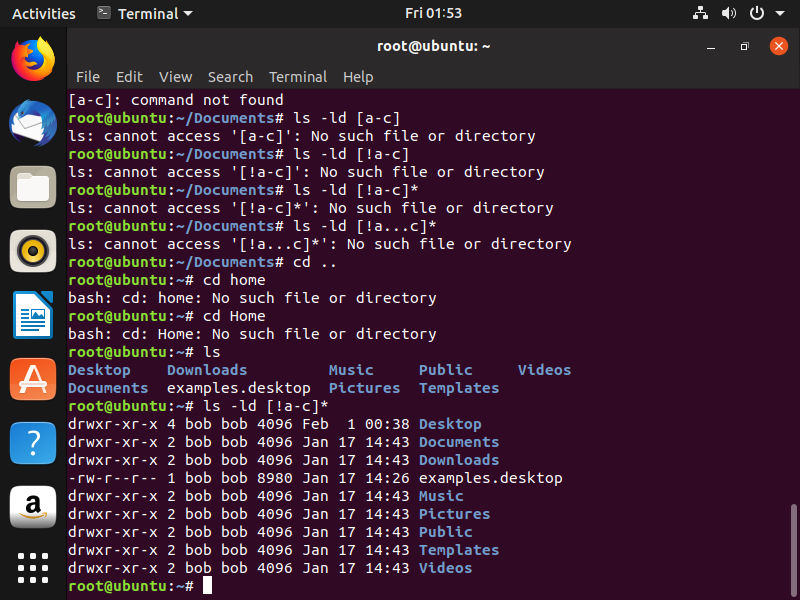 Activities Terminal Fri 01:53
root@ubuntu: ~
File Edit View Search Terminal Help
[a-c]: command not found
root@ubuntu:~/Documents# ls -ld [a-c]
ls: cannot access '[a-c]': No such file or directory
root@ubuntu:~/Documents# ls -ld [!a-c]
ls: cannot access '[!a-c]': No such file or directory
root@ubuntu:~/Documents# ls -ld [!a-c]*
ls: cannot access '[!a-c]*': No such file or directory
root@ubuntu:~/Documents# ls -ld [!a...c]*
ls: cannot access '[!a...c]*': No such file or directory
root@ubuntu:~/Documents# cd ..
root@ubuntu:~# cd home
bash: cd: home: No such file or directory
root@ubuntu:~# cd Home
bash: cd: Home: No such file or directory
root@ubuntu:~# ls
Desktop    Downloads         Music     Public     Videos
Documents  examples.desktop  Pictures  Templates
root@ubuntu:~# ls -ld [!a-c]*
drwxr-xr-x 4 bob bob 4096 Feb  1 00:38 Desktop
drwxr-xr-x 2 bob bob 4096 Jan 17 14:43 Documents
drwxr-xr-x 2 bob bob 4096 Jan 17 14:43 Downloads
-rw-r--r-- 1 bob bob 8980 Jan 17 14:26 examples.desktop
drwxr-xr-x 2 bob bob 4096 Jan 17 14:43 Music
drwxr-xr-x 2 bob bob 4096 Jan 17 14:43 Pictures
drwxr-xr-x 2 bob bob 4096 Jan 17 14:43 Public
drwxr-xr-x 2 bob bob 4096 Jan 17 14:43 Templates
drwxr-xr-x 2 bob bob 4096 Jan 17 14:43 Videos
root@ubuntu:~#